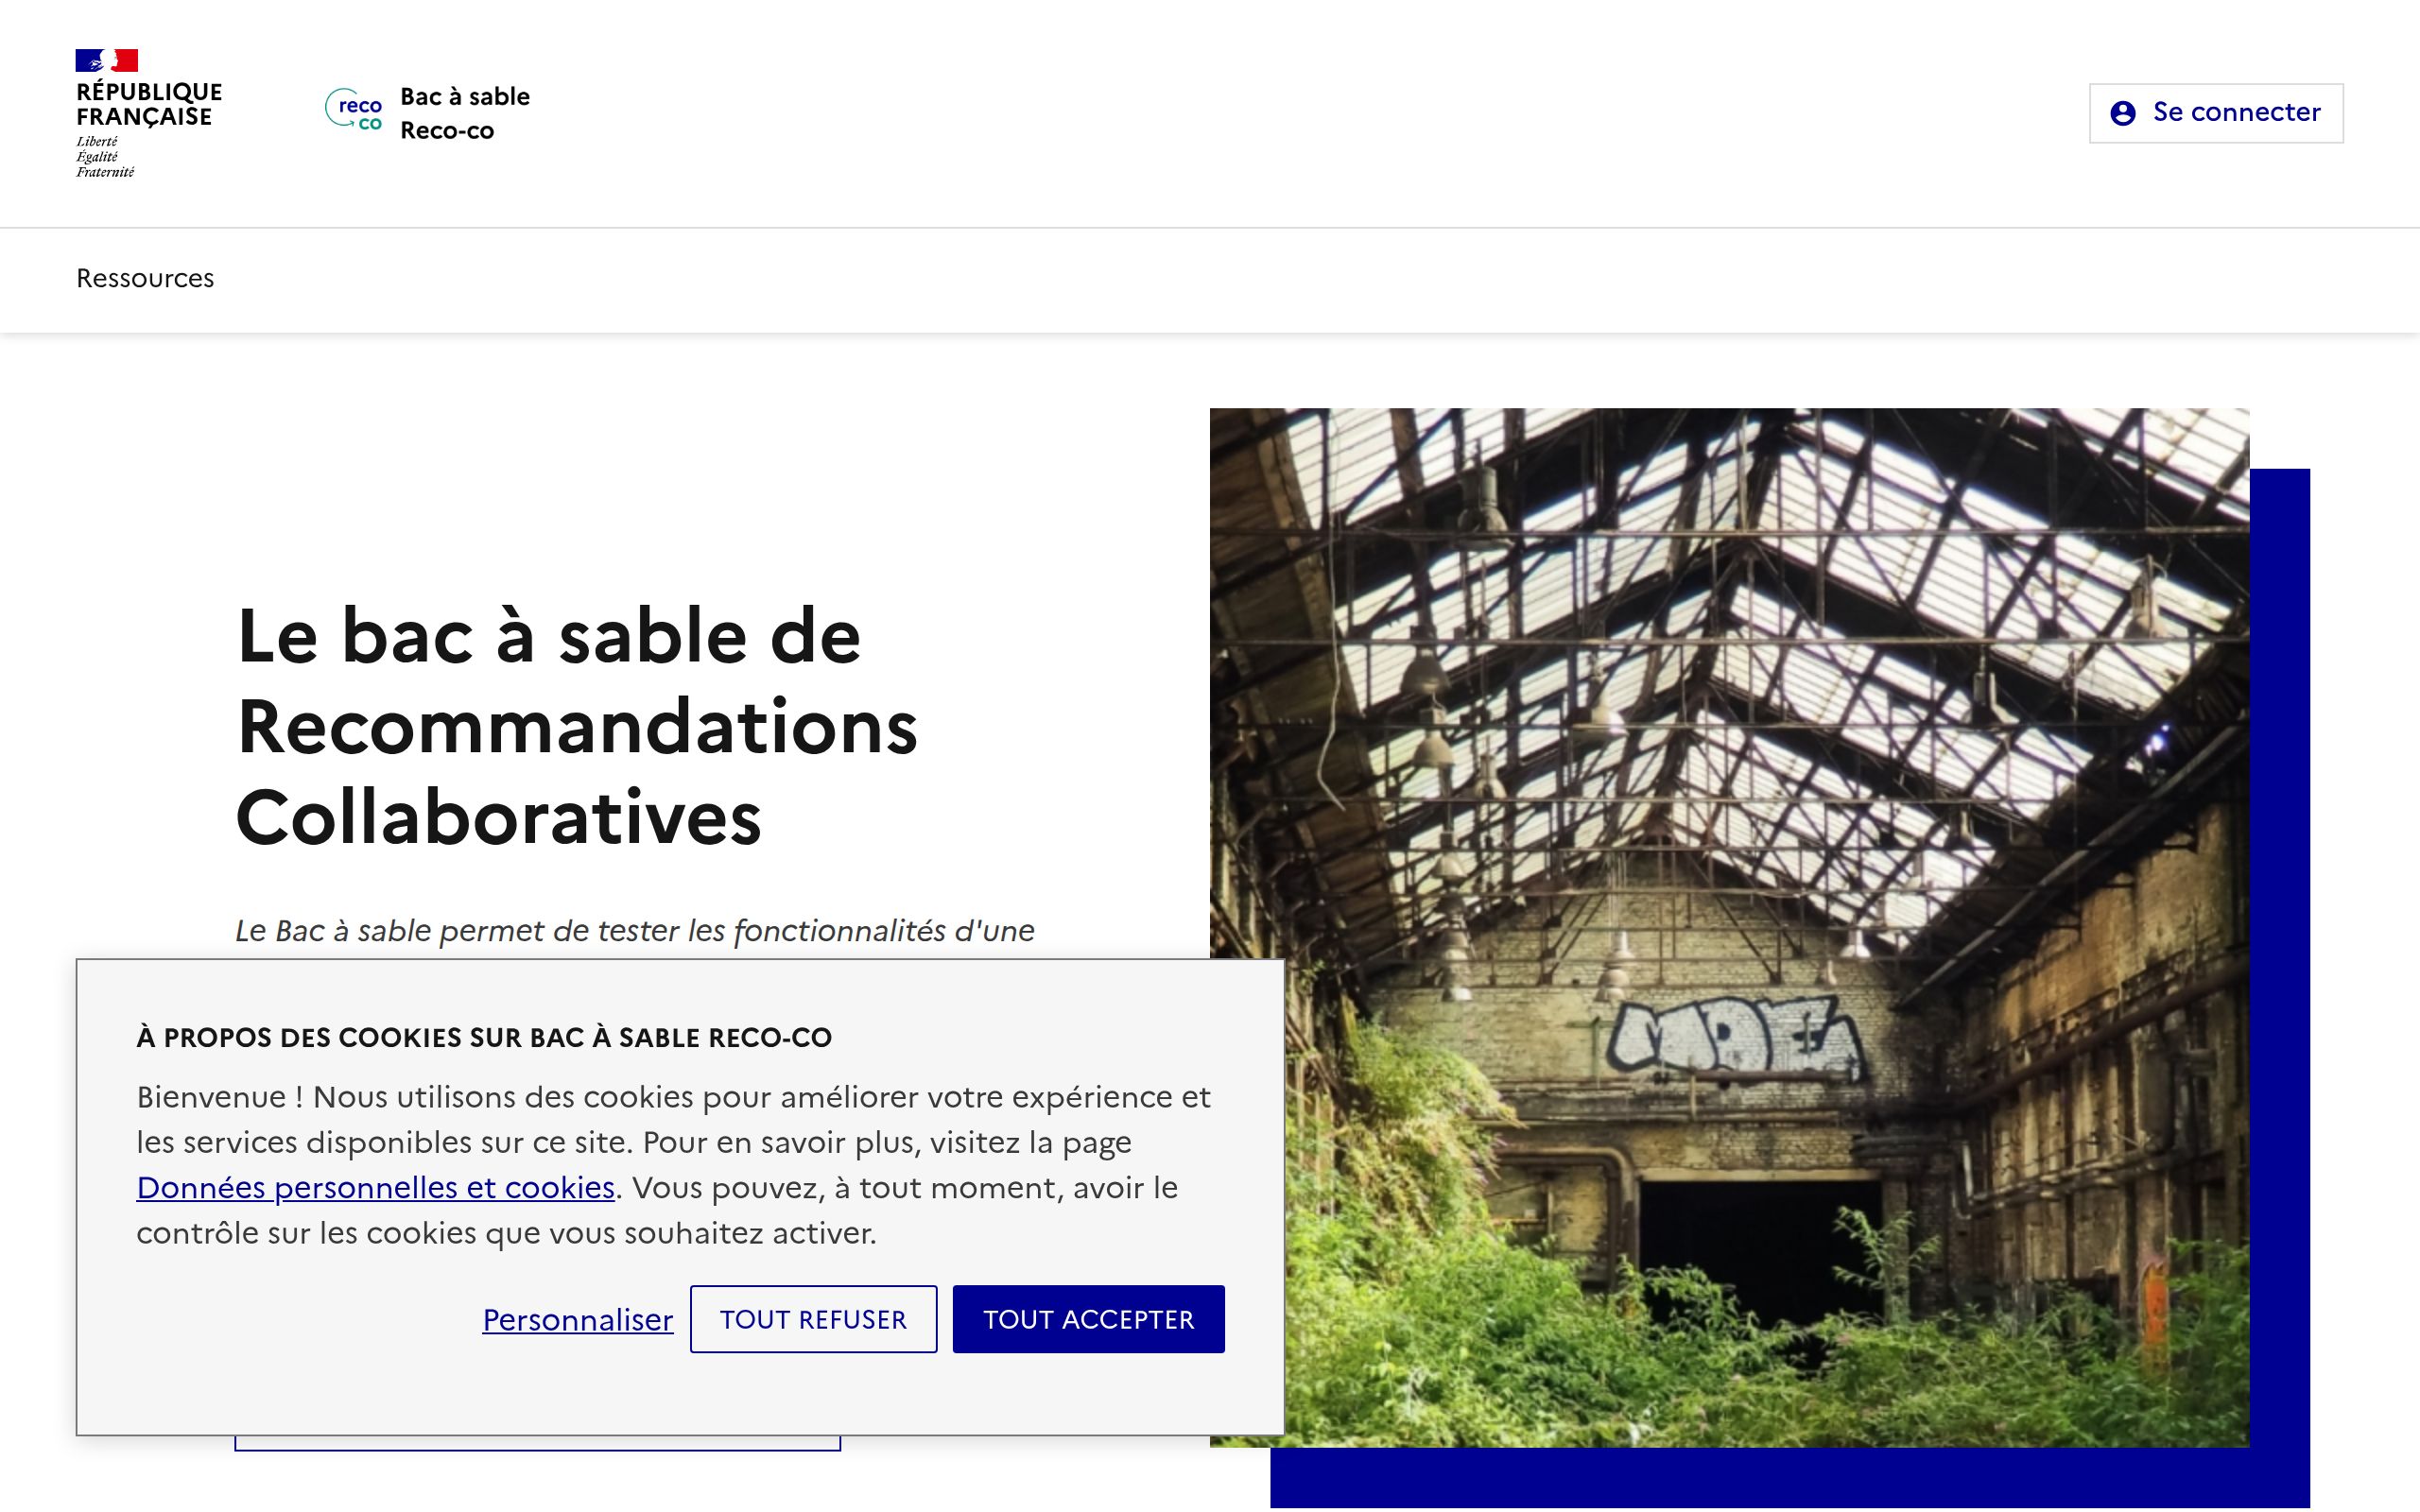 RÉPUBLIQUE
FRANÇAISE
Liberté
Égalité
Fraternité
reco
co
Bac à sable
Reco-co
Se connecter
Ressources
Le bac à sable de
Recommandations
Collaboratives
Le Bac à sable permet de tester les fonctionnalités d'une
À PROPOS DES COOKIES SUR BAC À SABLE RECO-CO
Bienvenue ! Nous utilisons des cookies pour améliorer votre expérience et
les services disponibles sur ce site. Pour en savoir plus, visitez la page
Données personnelles et cookies. Vous pouvez, à tout moment, avoir le
contrôle sur les cookies que vous souhaitez activer.
Personnaliser
TOUT REFUSER
TOUT ACCEPTER